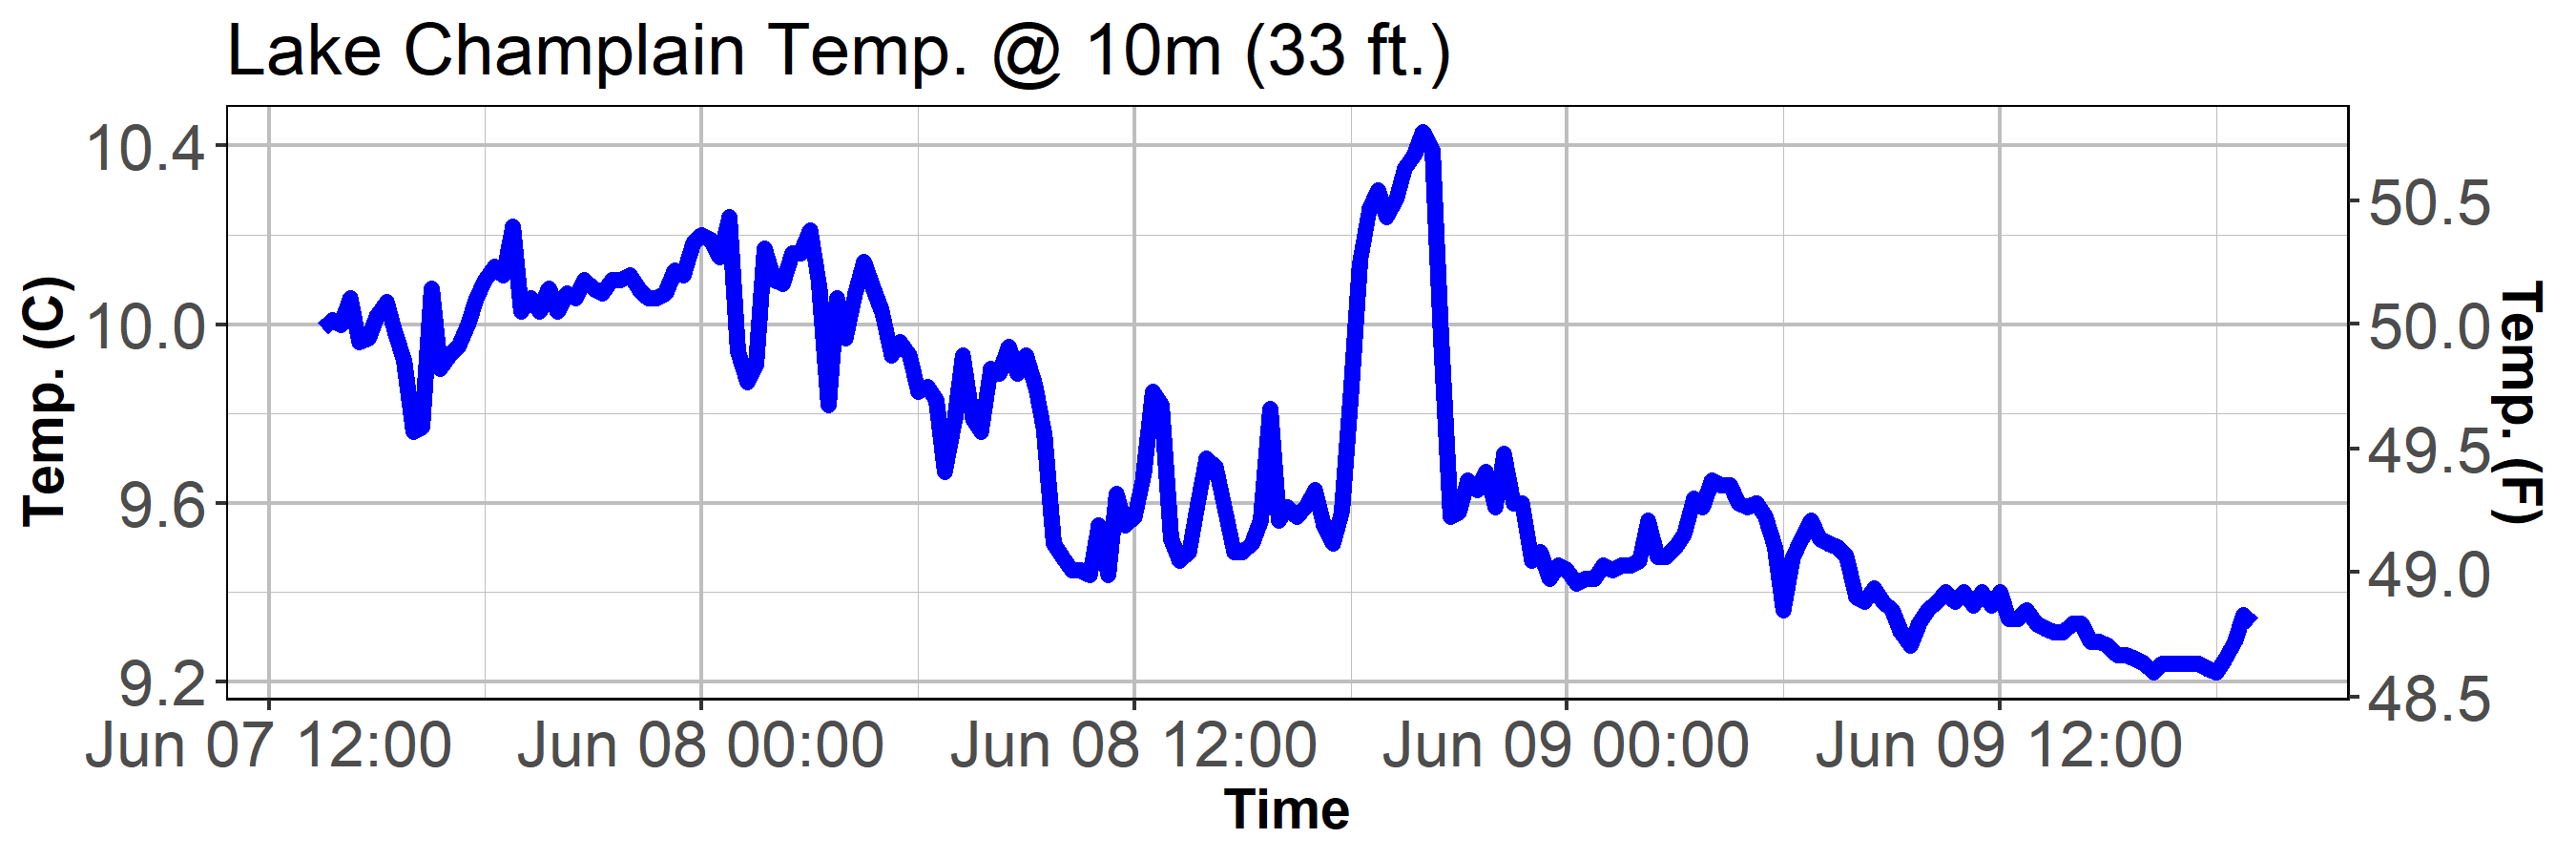 Lake Champlain Temp. @ 10m (33 ft.)
Temp. (C)
10.4
10.0
9.6
9.2
50.5
50.0
49.5
49.0
48.5
Temp. (F)
Jun 07 12:00 Jun 08 00:00 Jun 08 12:00 Jun 09 00:00 Jun 09 12:00
Time